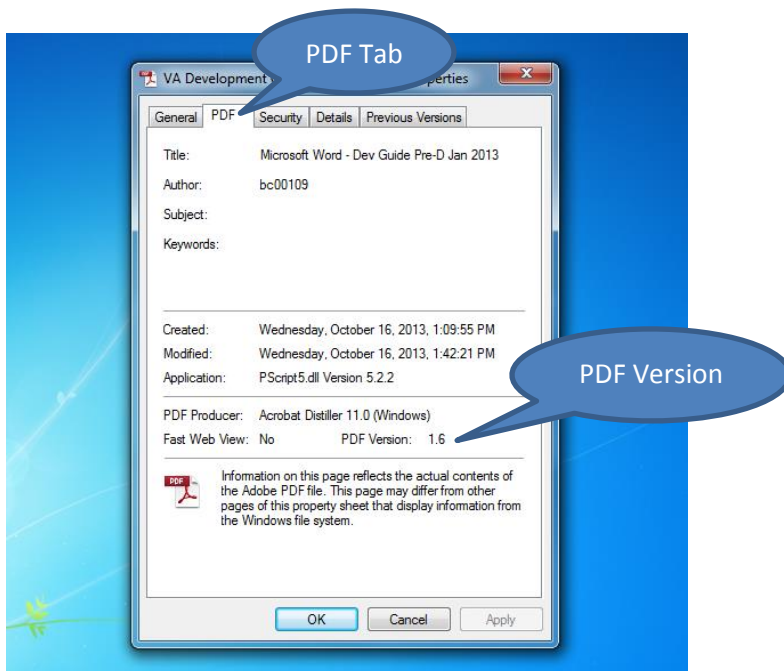 PDF Tab
VA Development perties
General PDF Security Details Previous Versions
Title: Microsoft Word - Dev Guide Pre-D Jan 2013
Author: bc00109
Subject:
Keywords:
Created: Wednesday, October 16, 2013, 1:09:55 PM
Modified: Wednesday, October 16, 2013, 1:42:21 PM
Application: PScript5.dll Version 5.2.2
PDF Version
PDF Producer: Acrobat Distiller 11.0 (Windows)
Fast Web View: No PDF Version: 1.6
PDF
Information on this page reflects the actual contents of
the Adobe PDF file. This page may differ from other
pages of this property sheet that display information from
the Windows file system.
OK Cancel Apply